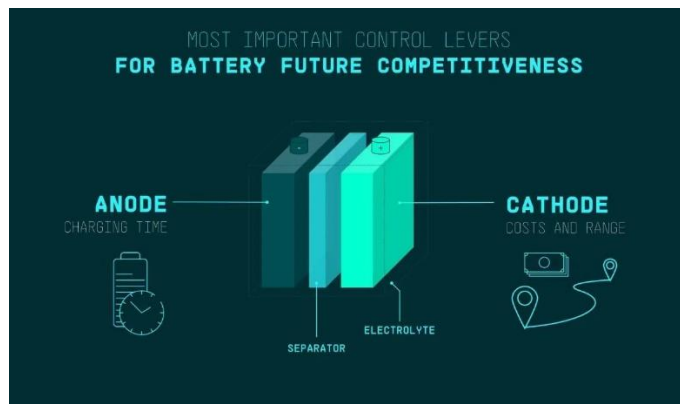 MOST IMPORTANT CONTROL LEVERS
FOR BATTERY FUTURE COMPETITIVENESS
ANODE
CHARGING TIME
CATHODE
COSTS AND RANGE
ELECTROLYTE
SEPARATOR